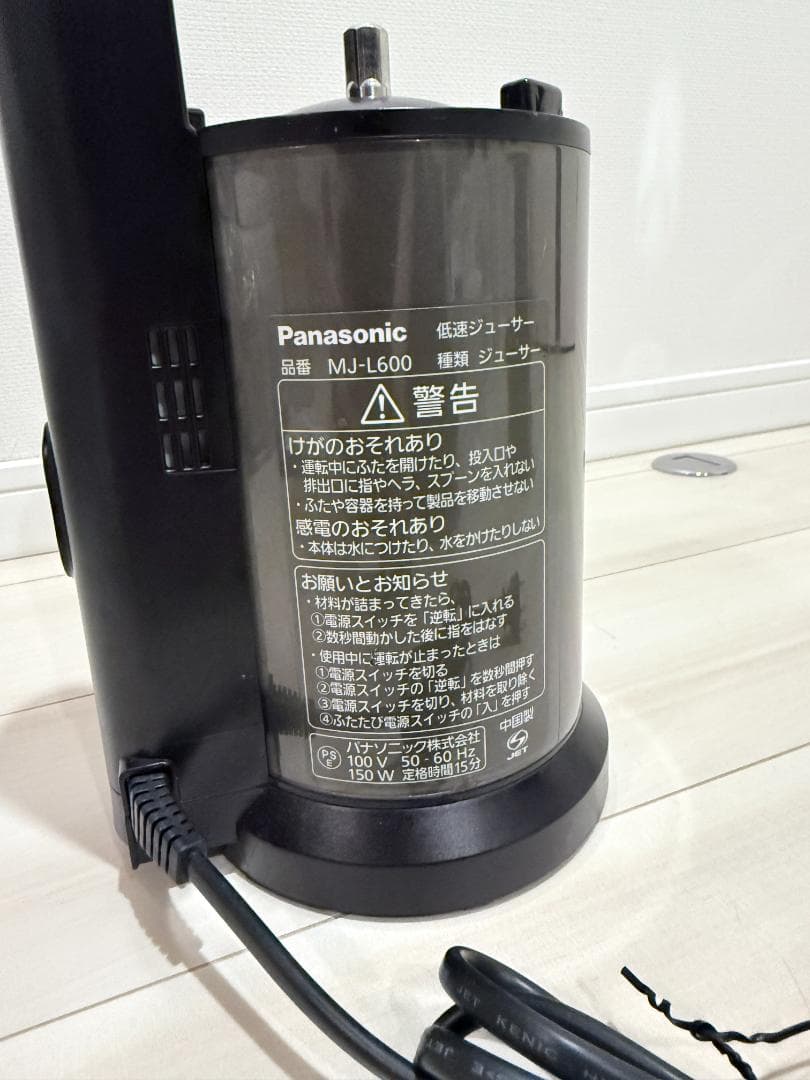 Panasonic 低速ジューサー
品番 MJ-L600 種類 ジューサー
警告
けがのおそれあり
・運転中にふたを開けたり、投入口や
排出口に指やヘラ、スプーンを入れない
・ふたや容器を持って製品を移動させない
感電のおそれあり
・本体は水につけたり、水をかけたりしない
お願いとお知らせ
・材料が詰まってきたら、
①電源スイッチを「逆転」に入れる
②数秒間動かした後に指をはなす
・使用中に運転が止まったときは
①電源スイッチを切る
②電源スイッチの「逆転」を数秒間押す
③電源スイッチを切り、材料を取り除く
④ふたたび電源スイッチの「入」を押す
PS E パナソニック株式会社
100 V 50 - 60 Hz
150 W 定格時間15分
中国製
JET
JET KENIC